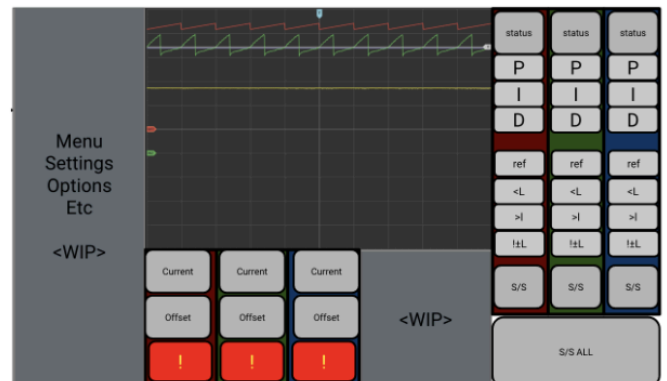 Menu
Settings
Options
Etc
<WIP>
Current Current Current
Offset Offset Offset
! ! !
<WIP>
status status status
P P P
I I I
D D D
ref ref ref
<L <L <L
>I >I >I
!±L !±L !±L
S/S S/S S/S
S/S ALL